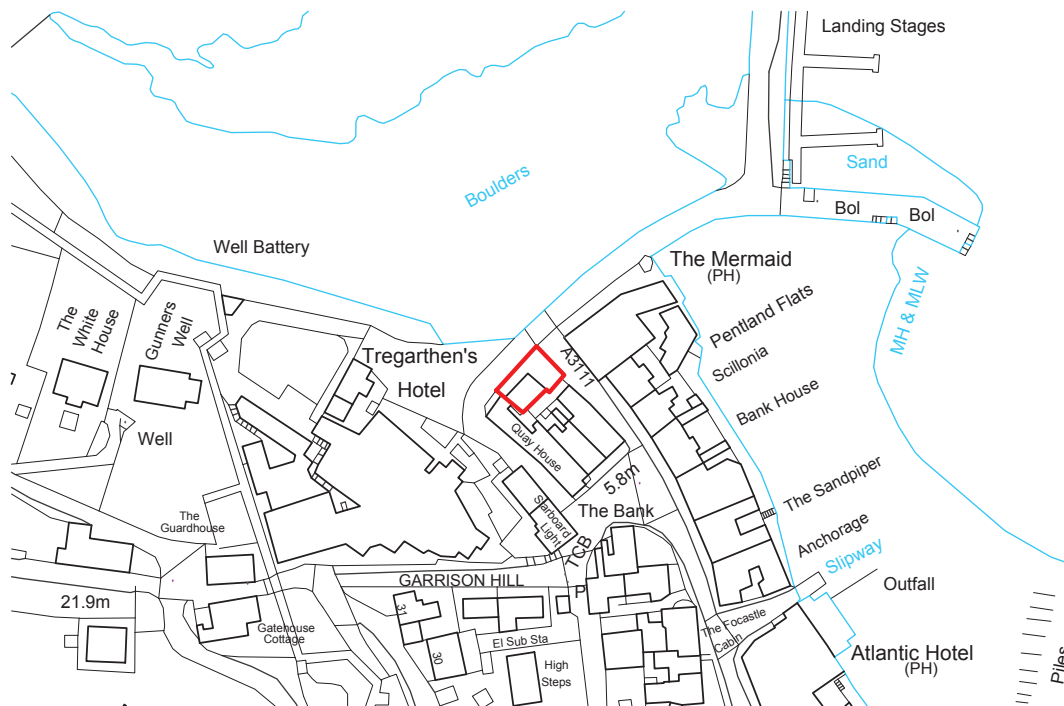 Landing Stages
Sand
Boulders
Bol
Bol
Well Battery
The Mermaid
(PH)
MH & MLW
The
White
House
Gunners
Well
Pentland Flats
Tregarthen's
Hotel
A3111
Scillonia
Bank House
Well
Quay House
5.8m
The Sandpiper
The
Guardhouse
Starboard
Light
The Bank
Anchorage
TCB
Slipway
GARRISON HILL
Outfall
P
21.9m
31
The Focastle
Cabin
Gatehouse
Cottage
El Sub Sta
30
High
Steps
Atlantic Hotel
(PH)
Piles